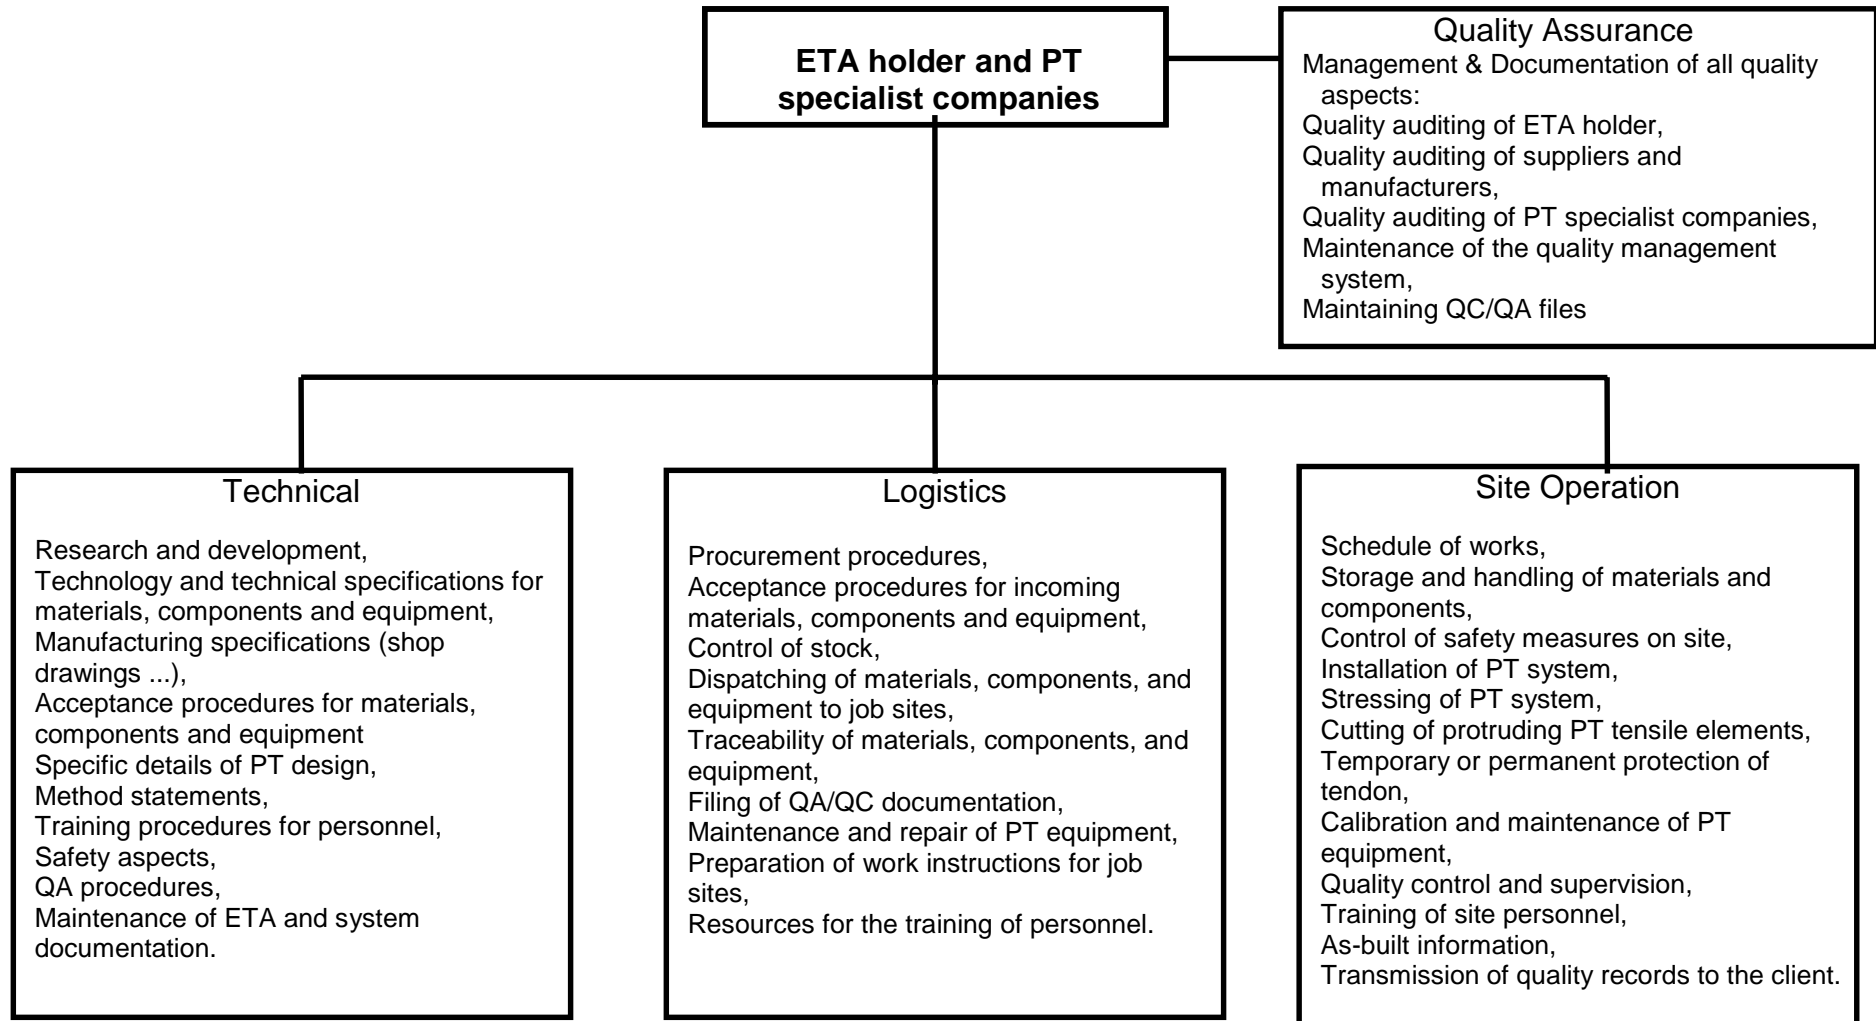 ETA holder and PT
specialist companies
Quality Assurance
Management & Documentation of all quality
aspects:
Quality auditing of ETA holder,
Quality auditing of suppliers and
manufacturers,
Quality auditing of PT specialist companies,
Maintenance of the quality management
system,
Maintaining QC/QA files
Technical
Research and development,
Technology and technical specifications for
materials, components and equipment,
Manufacturing specifications (shop
drawings ...),
Acceptance procedures for materials,
components and equipment
Specific details of PT design,
Method statements,
Training procedures for personnel,
Safety aspects,
QA procedures,
Maintenance of ETA and system
documentation.
Logistics
Procurement procedures,
Acceptance procedures for incoming
materials, components and equipment,
Control of stock,
Dispatching of materials, components, and
equipment to job sites,
Traceability of materials, components, and
equipment,
Filing of QA/QC documentation,
Maintenance and repair of PT equipment,
Preparation of work instructions for job
sites,
Resources for the training of personnel.
Site Operation
Schedule of works,
Storage and handling of materials and
components,
Control of safety measures on site,
Installation of PT system,
Stressing of PT system,
Cutting of protruding PT tensile elements,
Temporary or permanent protection of
tendon,
Calibration and maintenance of PT
equipment,
Quality control and supervision,
Training of site personnel,
As-built information,
Transmission of quality records to the client.